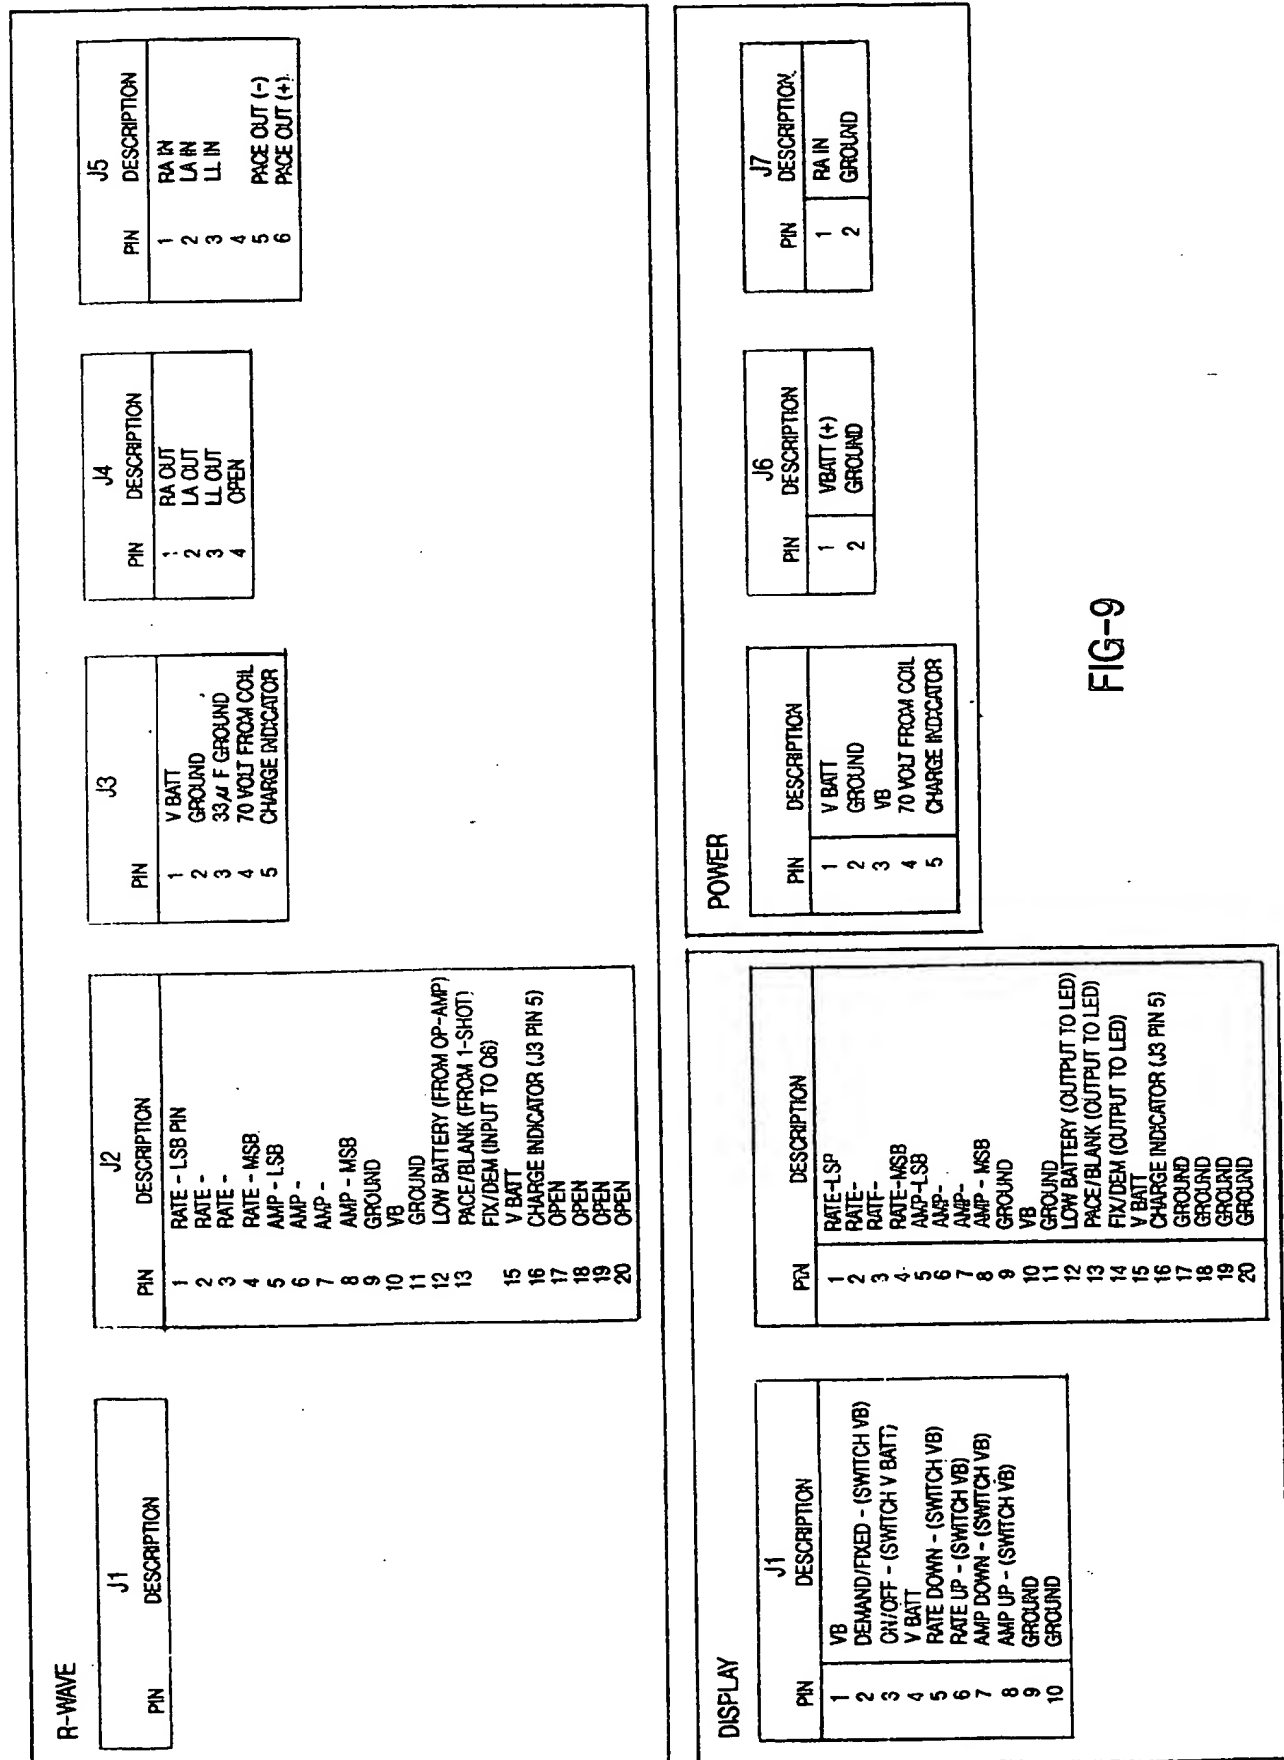 R-WAVE
J1
PIN DESCRIPTION
J2
PIN DESCRIPTION
1 RATE - LSB PIN
2 RATE -
3 RATE -
4 RATE - MSB
5 AMP - LSB
6 AMP -
7 AMP -
8 AMP - MSB
9 GROUND
10 VB
11 GROUND
12 LOW BATTERY (FROM OP-AMP)
13 PACE/BLANK (FROM 1-SHOT)
FIX/DEM (INPUT TO Q6)
15 V BATT
16 CHARGE INDICATOR (J3 PIN 5)
17 OPEN
18 OPEN
19 OPEN
20 OPEN
J3
PIN DESCRIPTION
1 V BATT
2 GROUND
3 33µF GROUND
4 70 VOLT FROM COIL
5 CHARGE INDICATOR
J4
PIN DESCRIPTION
1 RA OUT
2 LA OUT
3 LL OUT
4 OPEN
J5
PIN DESCRIPTION
1 RA IN
2 LA IN
3 LL IN
4
5 PACE OUT (-)
6 PACE OUT (+)
DISPLAY
J1
PIN DESCRIPTION
1 VB
2 DEMAND/FIXED - (SWITCH VB)
3 ON/OFF - (SWITCH V BATT)
4 V BATT
5 RATE DOWN - (SWITCH VB)
6 RATE UP - (SWITCH VB)
7 AMP DOWN - (SWITCH VB)
8 AMP UP - (SWITCH VB)
9 GROUND
10 GROUND
PIN DESCRIPTION
1 RATE-LSP
2 RATE-
3 RATE-
4 RATE-MSB
5 AMP-LSB
6 AMP-
7 AMP-
8 AMP - MSB
9 GROUND
10 VB
11 GROUND
12 LOW BATTERY (OUTPUT TO LED)
13 PACE/BLANK (OUTPUT TO LED)
14 FIX/DEM (OUTPUT TO LED)
15 V BATT
16 CHARGE INDICATOR (J3 PIN 5)
17 GROUND
18 GROUND
19 GROUND
20 GROUND
POWER
PIN DESCRIPTION
1 V BATT
2 GROUND
3 VB
4 70 VOLT FROM COIL
5 CHARGE INDICATOR
J6
PIN DESCRIPTION
1 VBATT (+)
2 GROUND
J7
PIN DESCRIPTION
1 RA IN
2 GROUND
FIG-9